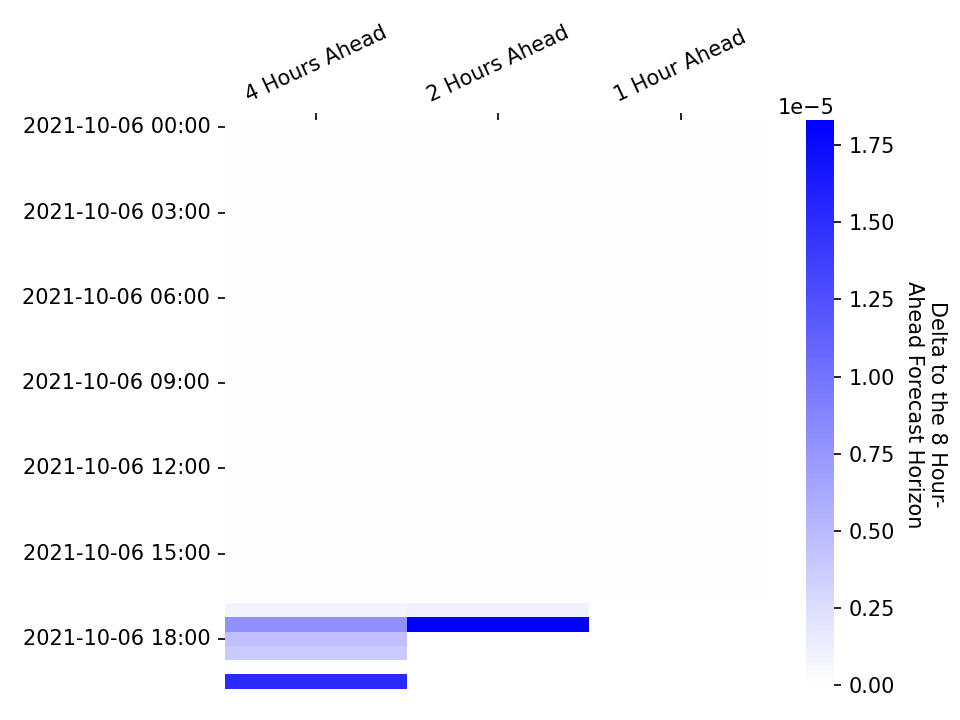 4 Hours Ahead
2 Hours Ahead
1 Hour Ahead
1e−5
2021-10-06 00:00
2021-10-06 03:00
2021-10-06 06:00
2021-10-06 09:00
2021-10-06 12:00
2021-10-06 15:00
2021-10-06 18:00
1.75
1.50
1.25
1.00
0.75
0.50
0.25
0.00
Delta to the 8 Hour-
Ahead Forecast Horizon